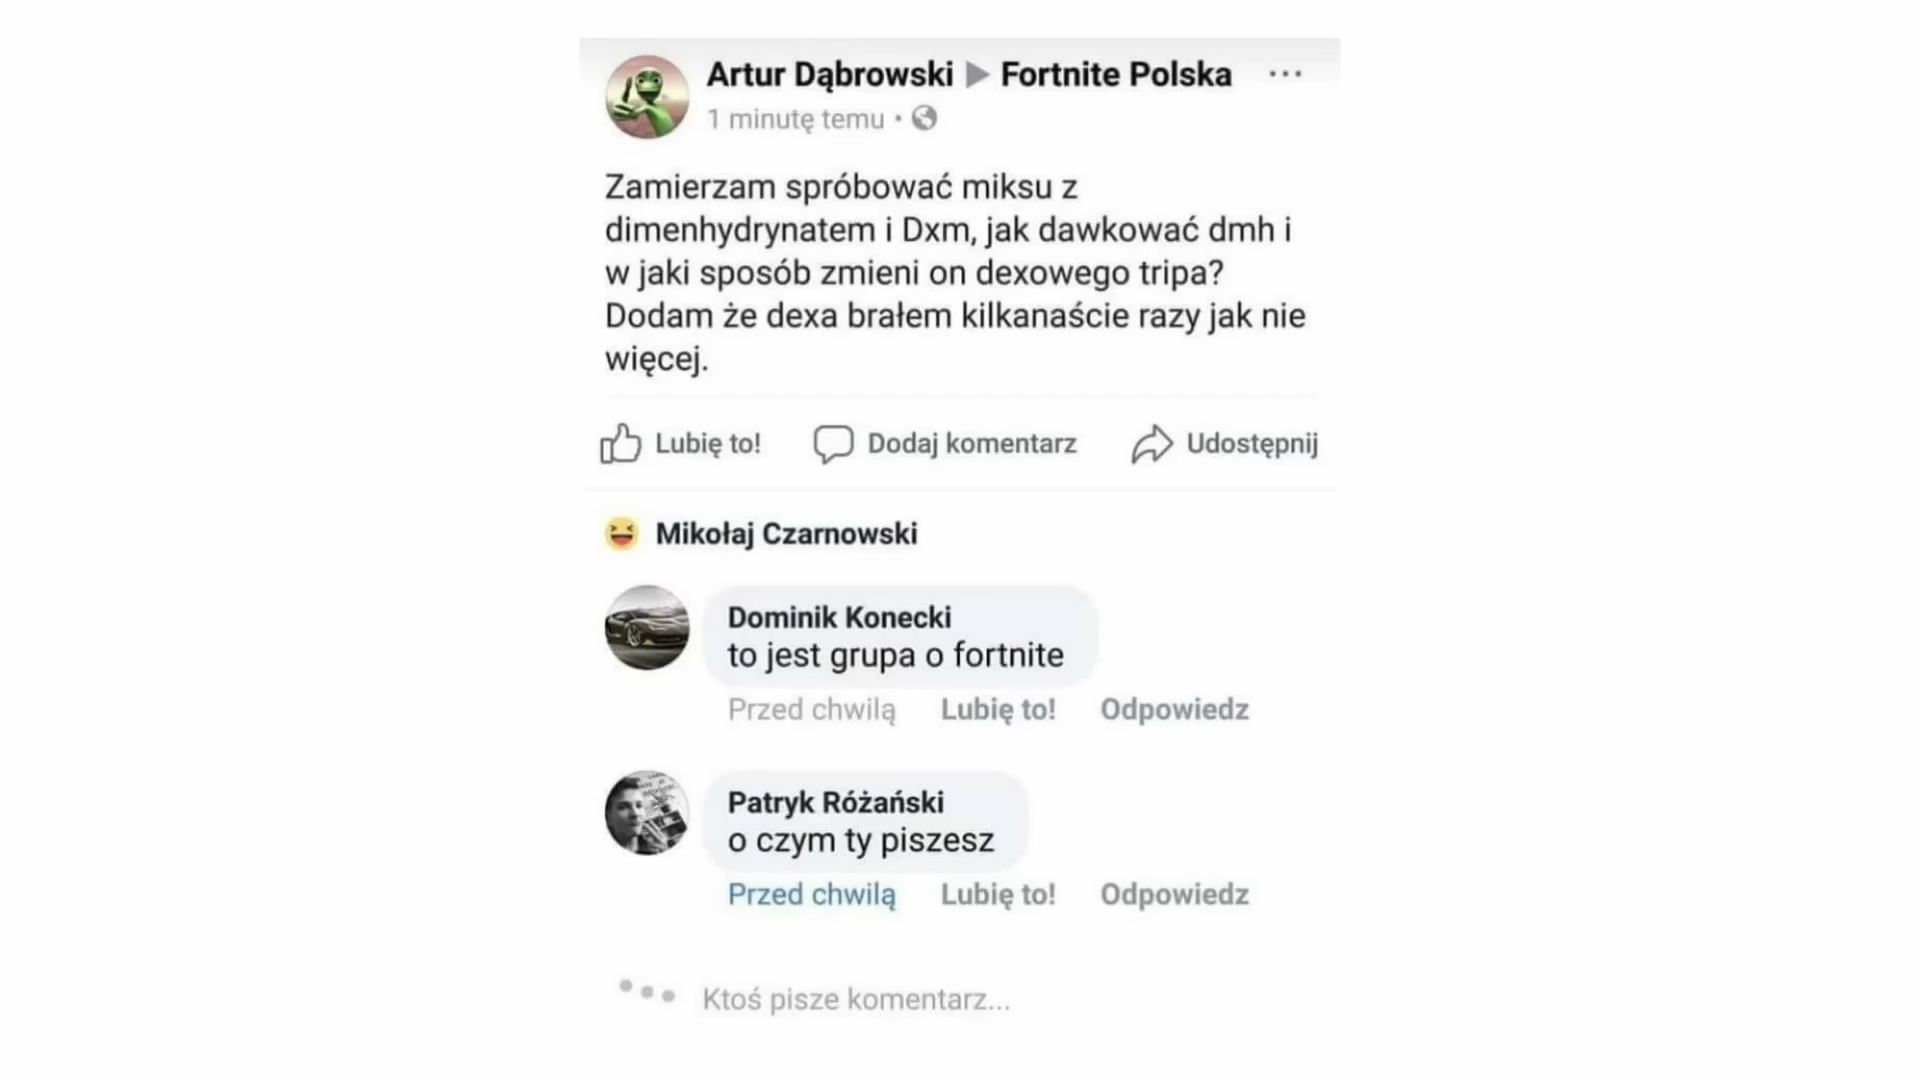 Artur Dąbrowski ▶ Fortnite Polska ...
1 minutę temu •
Zamierzam spróbować miksu z
dimenhydrynatem i Dxm, jak dawkować dmh i
w jaki sposób zmieni on dexowego tripa?
Dodam że dexa brałem kilkanaście razy jak nie
więcej.
Lubię to! Dodaj komentarz Udostępnij
Mikołaj Czarnowski
Dominik Konecki
to jest grupa o fortnite
Przed chwilą Lubię to! Odpowiedz
Patryk Różański
o czym ty piszesz
Przed chwilą Lubię to! Odpowiedz
Ktoś pisze komentarz...